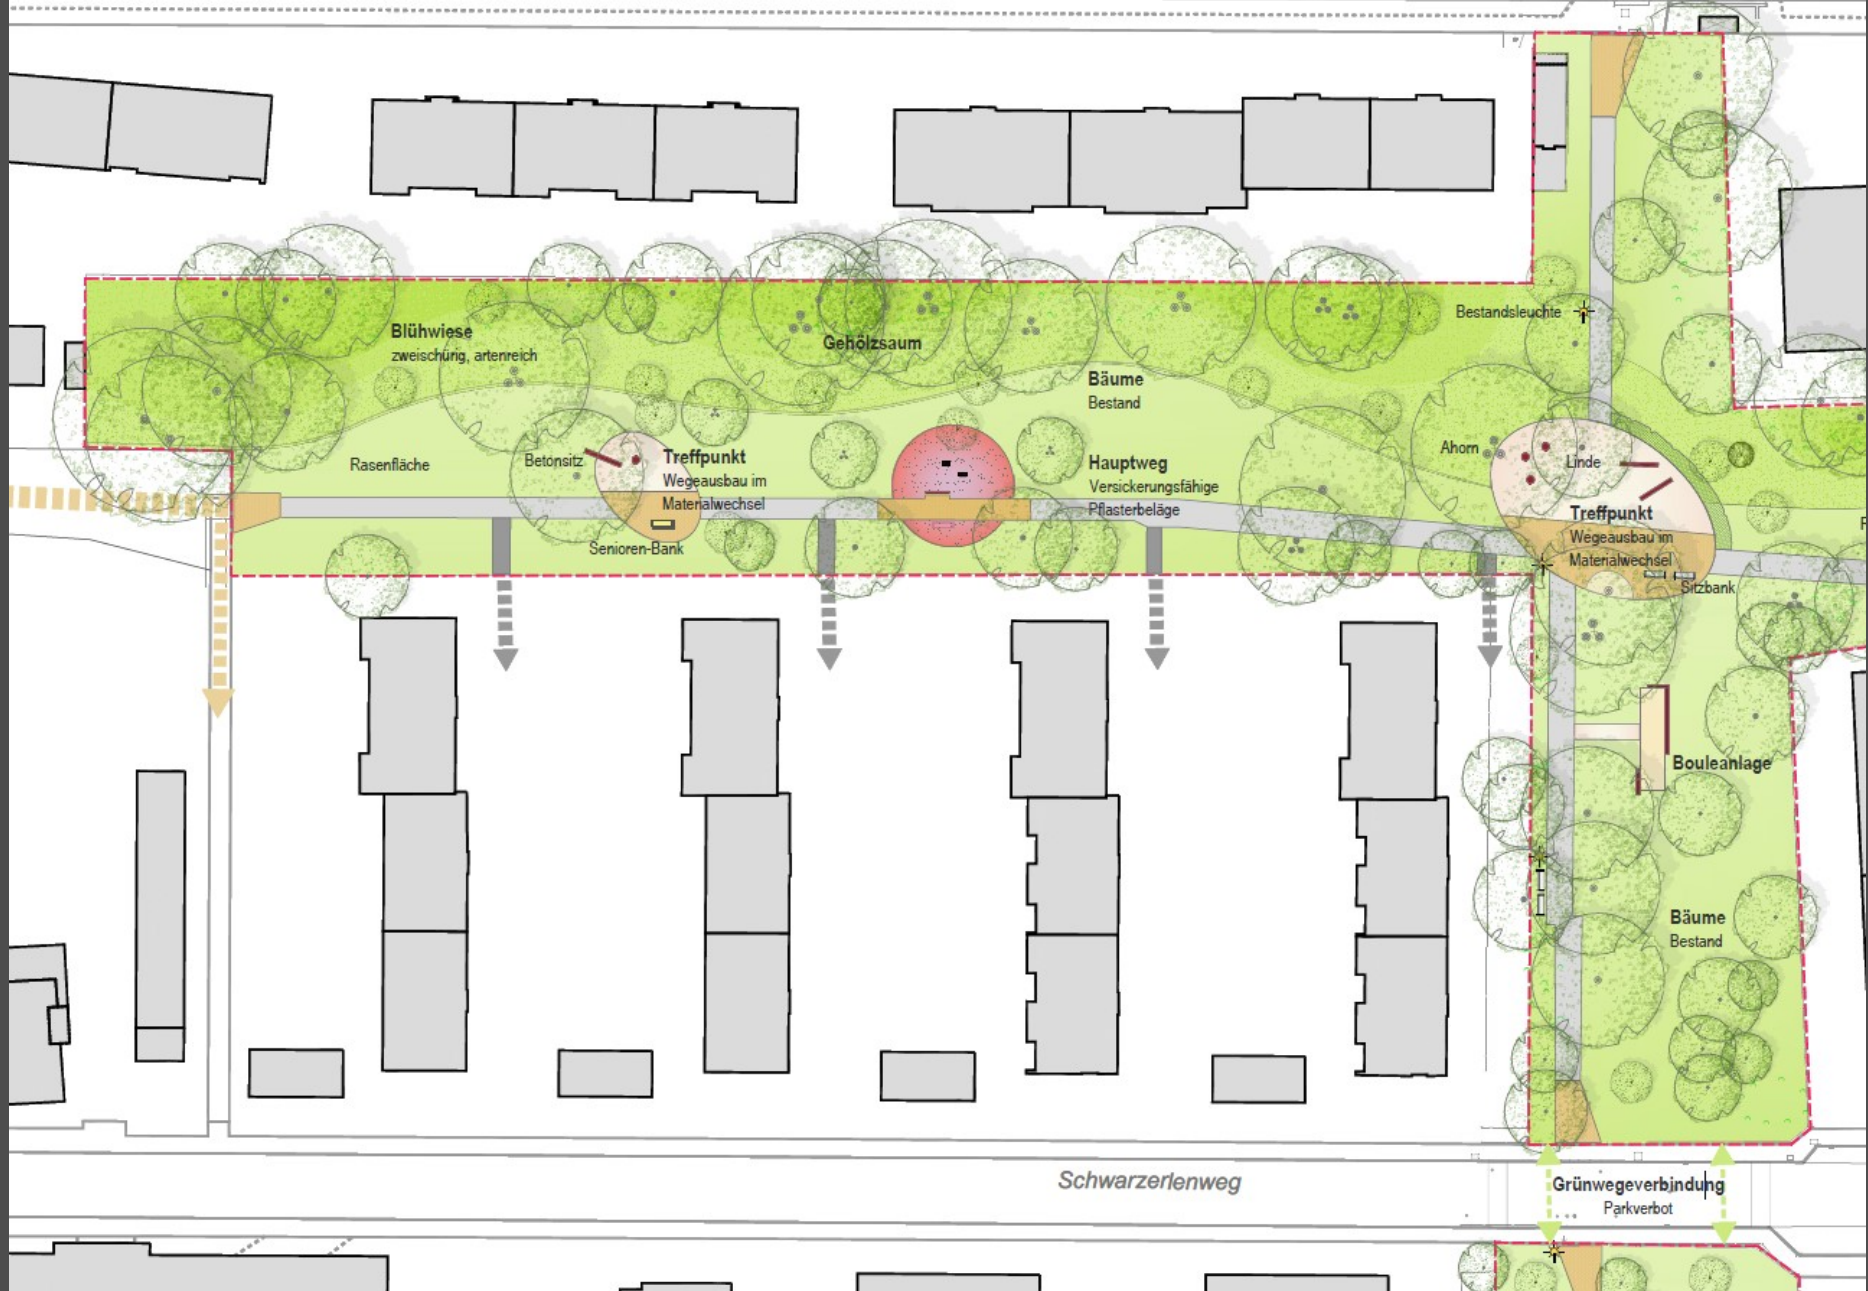 Blühwiese
zweischürig, artenreich
Gehölzsaum
Bestandsleuchte
Bäume
Bestand
Rasenfläche
Betonsitz
Treffpunkt
Wegeausbau im
Materialwechsel
Senioren-Bank
Hauptweg
Versickerungsfähige
Pflasterbeläge
Ahorn
Linde
Treffpunkt
Wegeausbau im
Materialwechsel
Sitzbank
Bouleanlage
Bäume
Bestand
Schwarzerlenweg
Grünwegeverbindung
Parkverbot